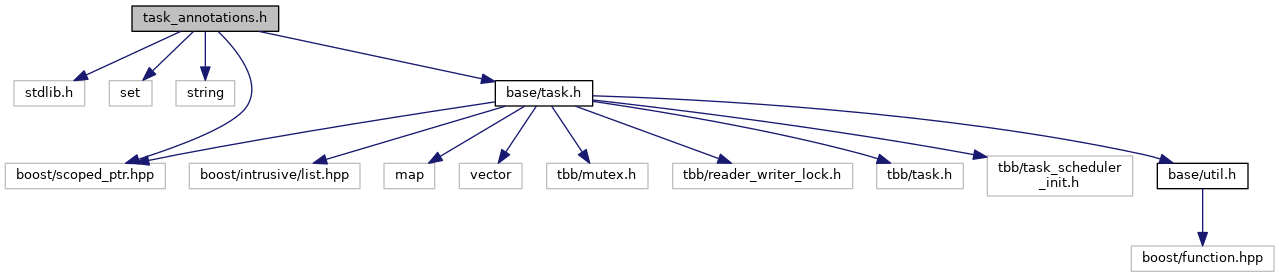 task_annotations.h
stdlib.h
set
string
base/task.h
boost/scoped_ptr.hpp
boost/intrusive/list.hpp
map
vector
tbb/mutex.h
tbb/reader_writer_lock.h
tbb/task.h
tbb/task_scheduler
_init.h
base/util.h
boost/function.hpp